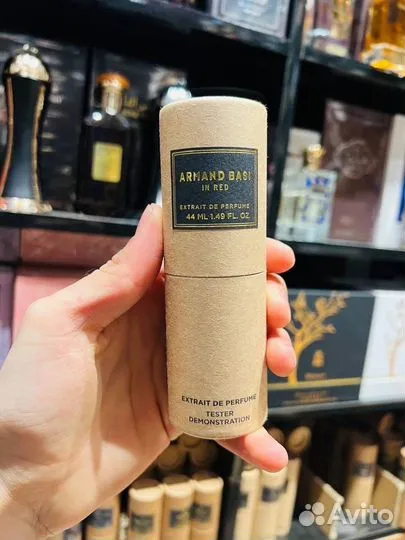 ARMAND BASI
IN RED
EXTRAIT DE PERFUME
44 ML 1.49 FL. OZ.
EXTRAIT DE PERFUME
TESTER
DEMONSTRATION
Avito